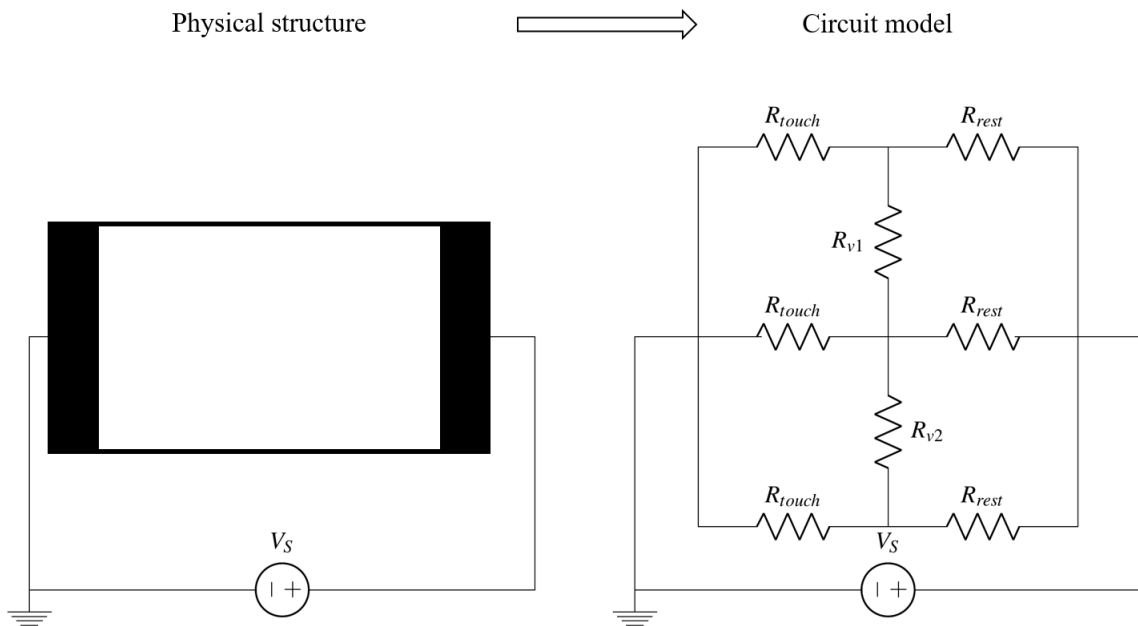 Physical structure
Circuit model
R_touch
R_rest
R_v1
R_touch
R_rest
R_v2
R_touch
R_rest
V_S
V_S